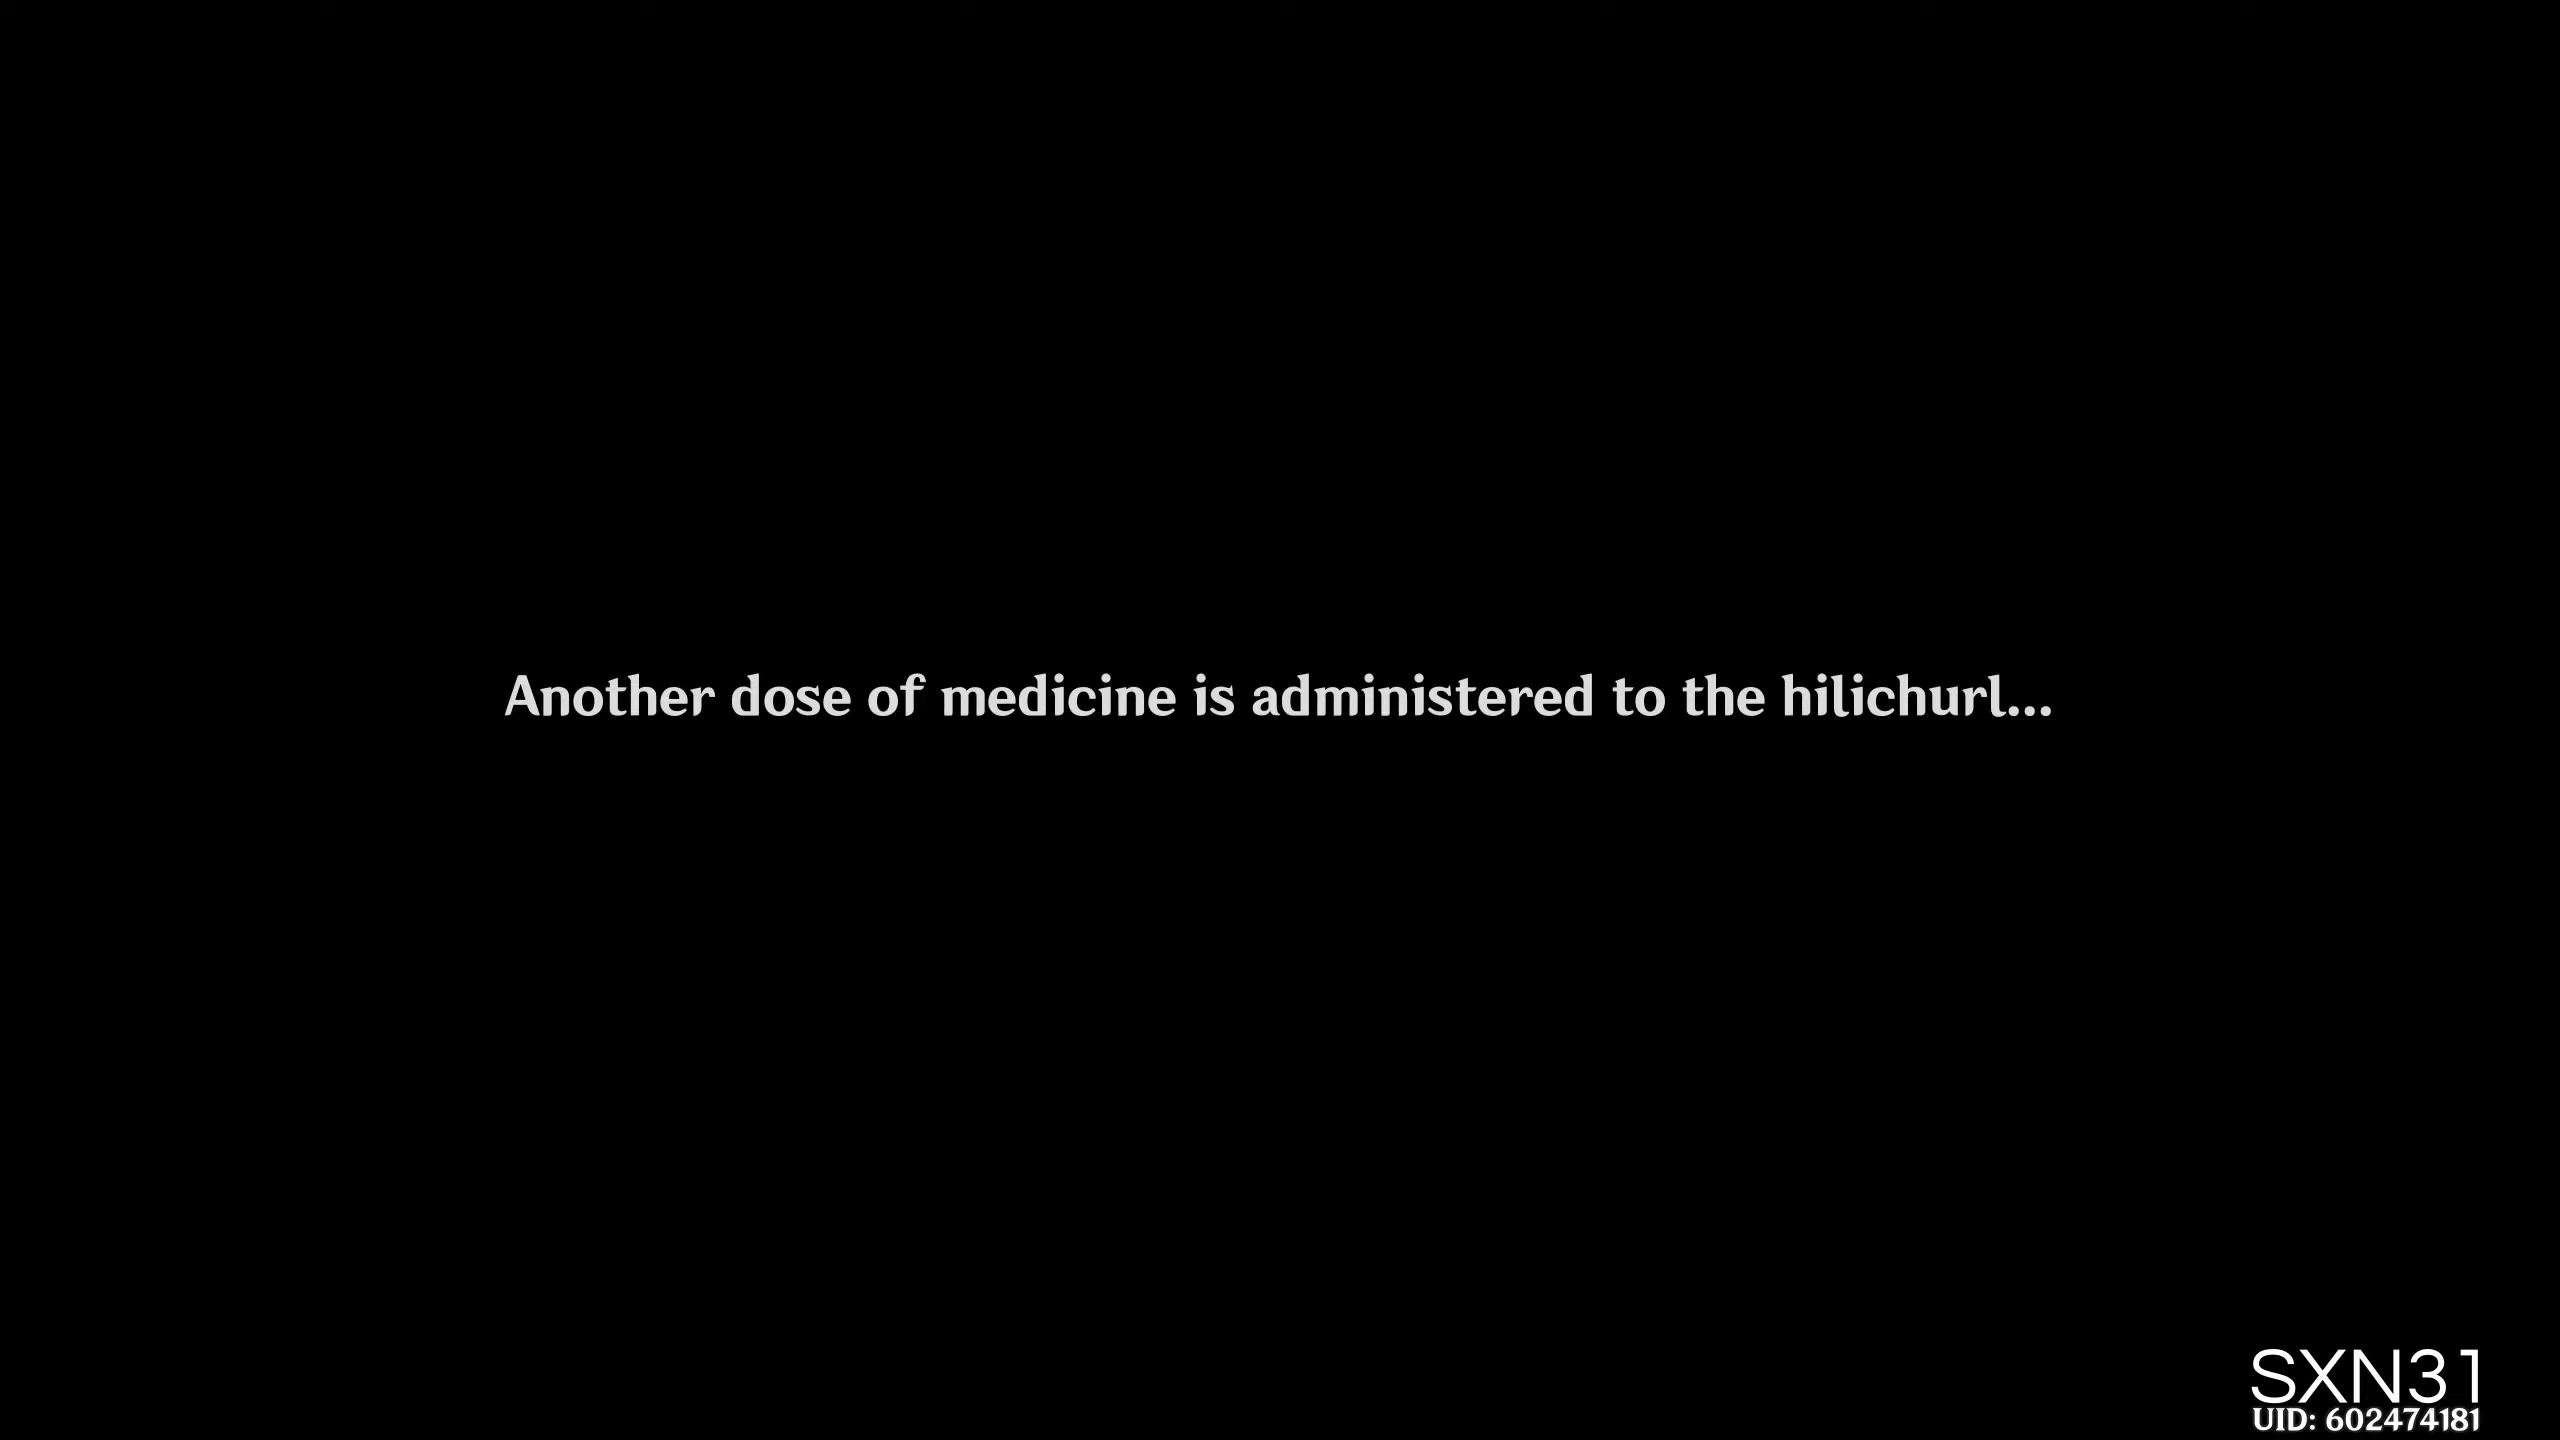 Another dose of medicine is administered to the hilichurl...
SXN31
UID: 602474181